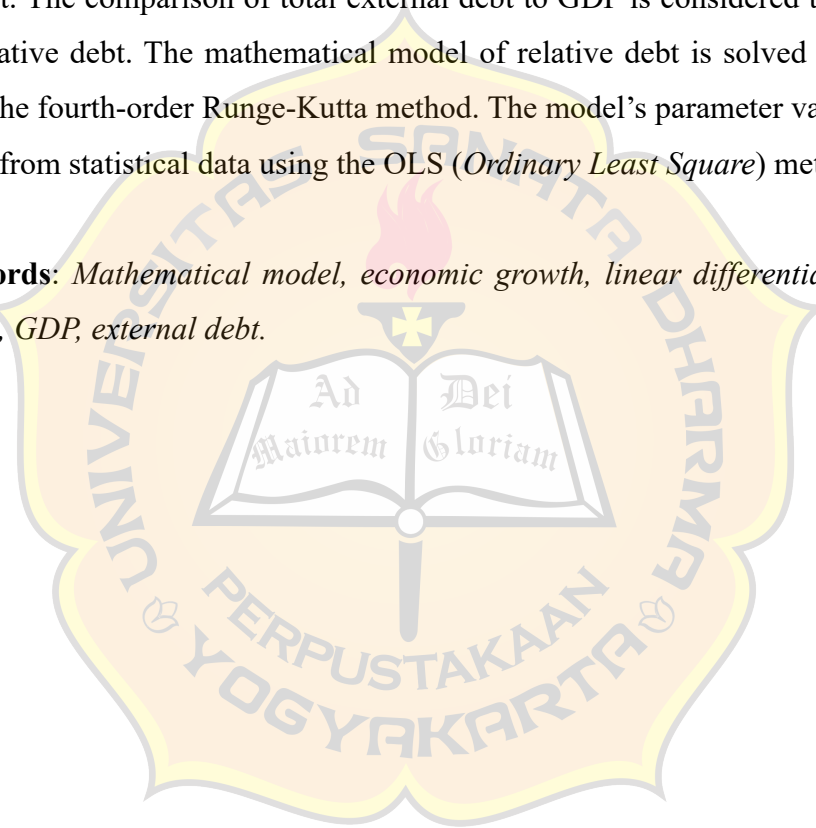 t. The comparison of total external debt to GDP is considered t
ative debt. The mathematical model of relative debt is solved
he fourth-order Runge-Kutta method. The model's parameter va
from statistical data using the OLS (Ordinary Least Square) met
ords: Mathematical model, economic growth, linear differentia
, GDP, external debt.
UNIVERSITAS SANATA DHARMA
Ad Dei
Maiorem Gloriam
PERPUSTAKAAN
YOGYAKARTA